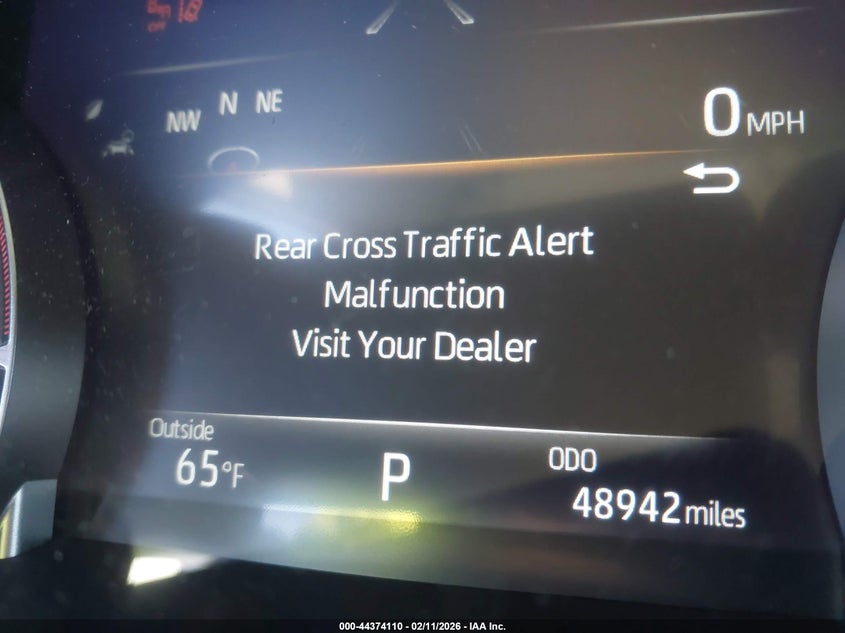 NW N NE
0 MPH
Rear Cross Traffic Alert
Malfunction
Visit Your Dealer
Outside
65°F
P
ODO
48942 miles
000-44374110 - 02/11/2026 - IAA Inc.